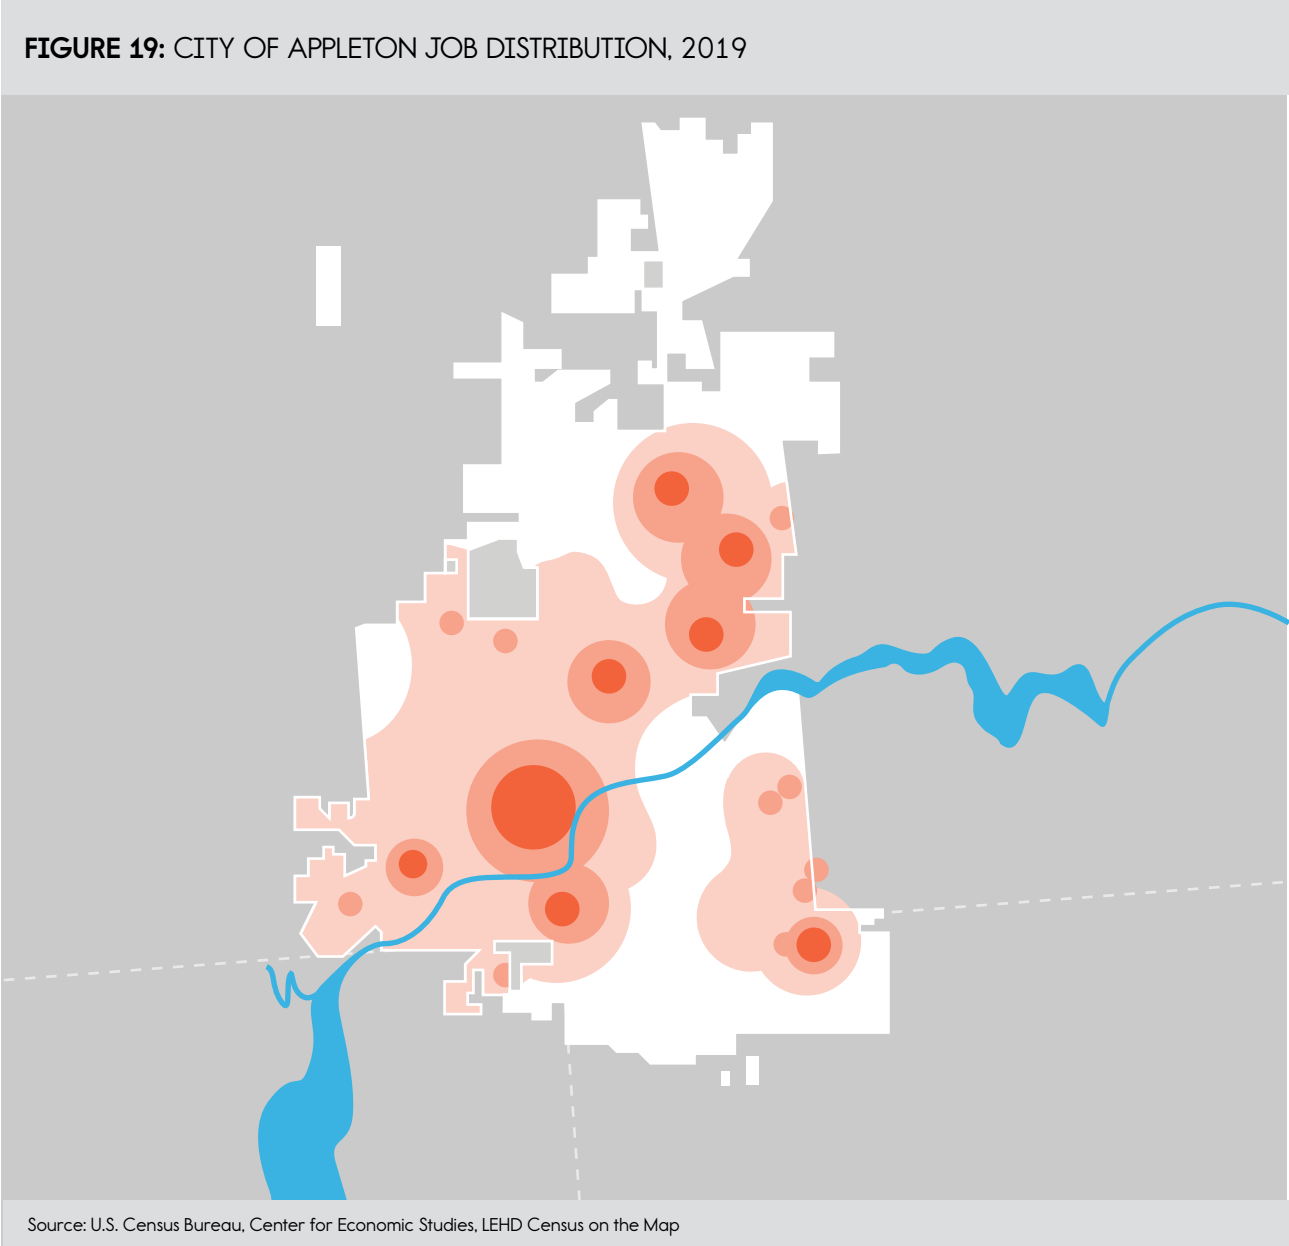 FIGURE 19: CITY OF APPLETON JOB DISTRIBUTION, 2019
Source: U.S. Census Bureau, Center for Economic Studies, LEHD Census on the Map